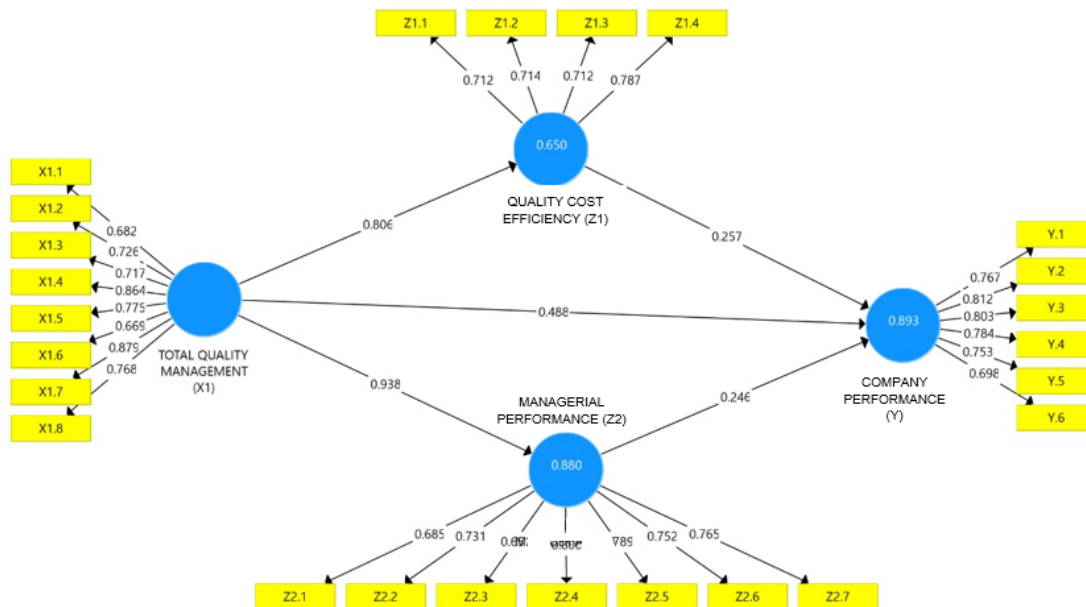 Z1.1
Z1.2
Z1.3
Z1.4
0.712
0.714
0.712
0.787
0.650
QUALITY COST
EFFICIENCY (Z1)
X1.1
X1.2
X1.3
X1.4
X1.5
X1.6
X1.7
X1.8
0.682
0.726
0.717
0.864
0.775
0.669
0.879
0.768
TOTAL QUALITY
MANAGEMENT
(X1)
0.806
0.257
0.488
0.938
0.246
MANAGERIAL
PERFORMANCE (Z2)
0.880
0.893
COMPANY
PERFORMANCE
(Y)
0.767
0.812
0.803
0.784
0.753
0.698
Y.1
Y.2
Y.3
Y.4
Y.5
Y.6
0.685
0.731
0.752
0.765
Z2.1
Z2.2
Z2.3
Z2.4
Z2.5
Z2.6
Z2.7